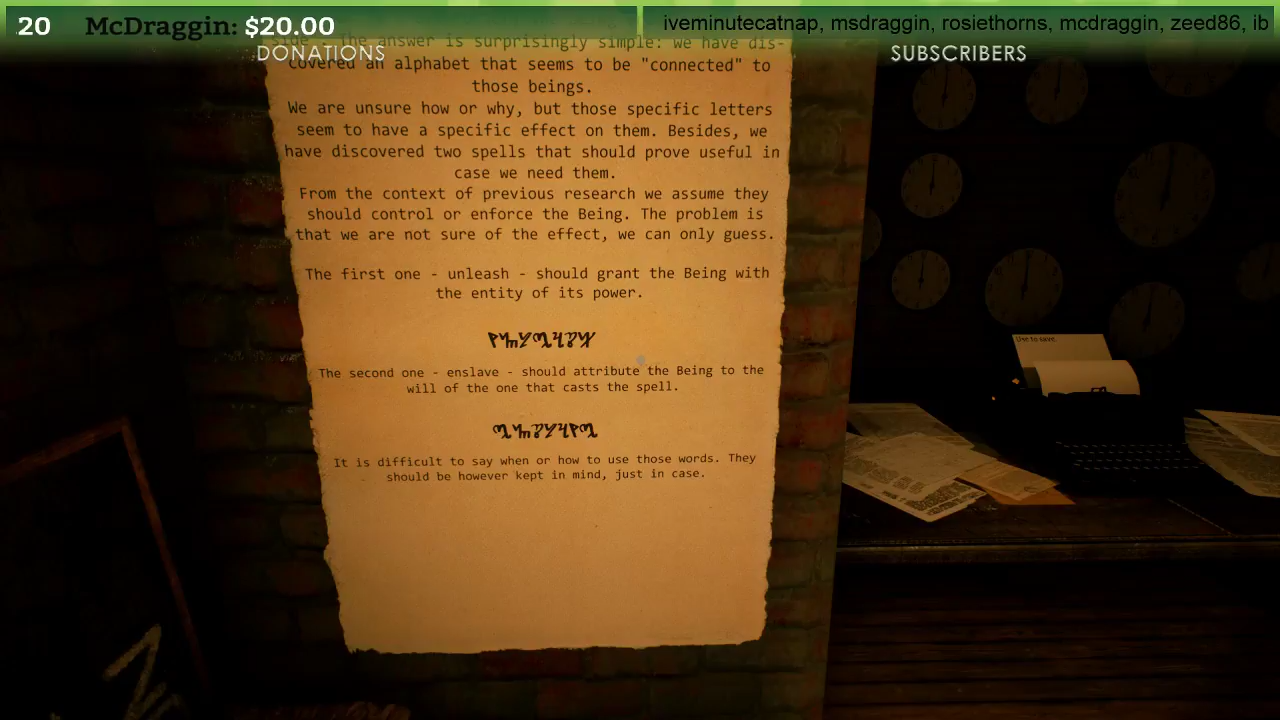 20 McDraggin: $20.00
iveminutecatnap, msdraggin, rosiethorns, mcdraggin, zeed86, ib
DONATIONS
SUBSCRIBERS
side - The answer is surprisingly simple: we have dis-
covered an alphabet that seems to be "connected" to
those beings.
We are unsure how or why, but those specific letters
seem to have a specific effect on them. Besides, we
have discovered two spells that should prove useful in
case we need them.
From the context of previous research we assume they
should control or enforce the Being. The problem is
that we are not sure of the effect, we can only guess.
The first one - unleash - should grant the Being with
the entity of its power.
The second one - enslave - should attribute the Being to the
will of the one that casts the spell.
It is difficult to say when or how to use those words. They
should be however kept in mind, just in case.
Use to save.